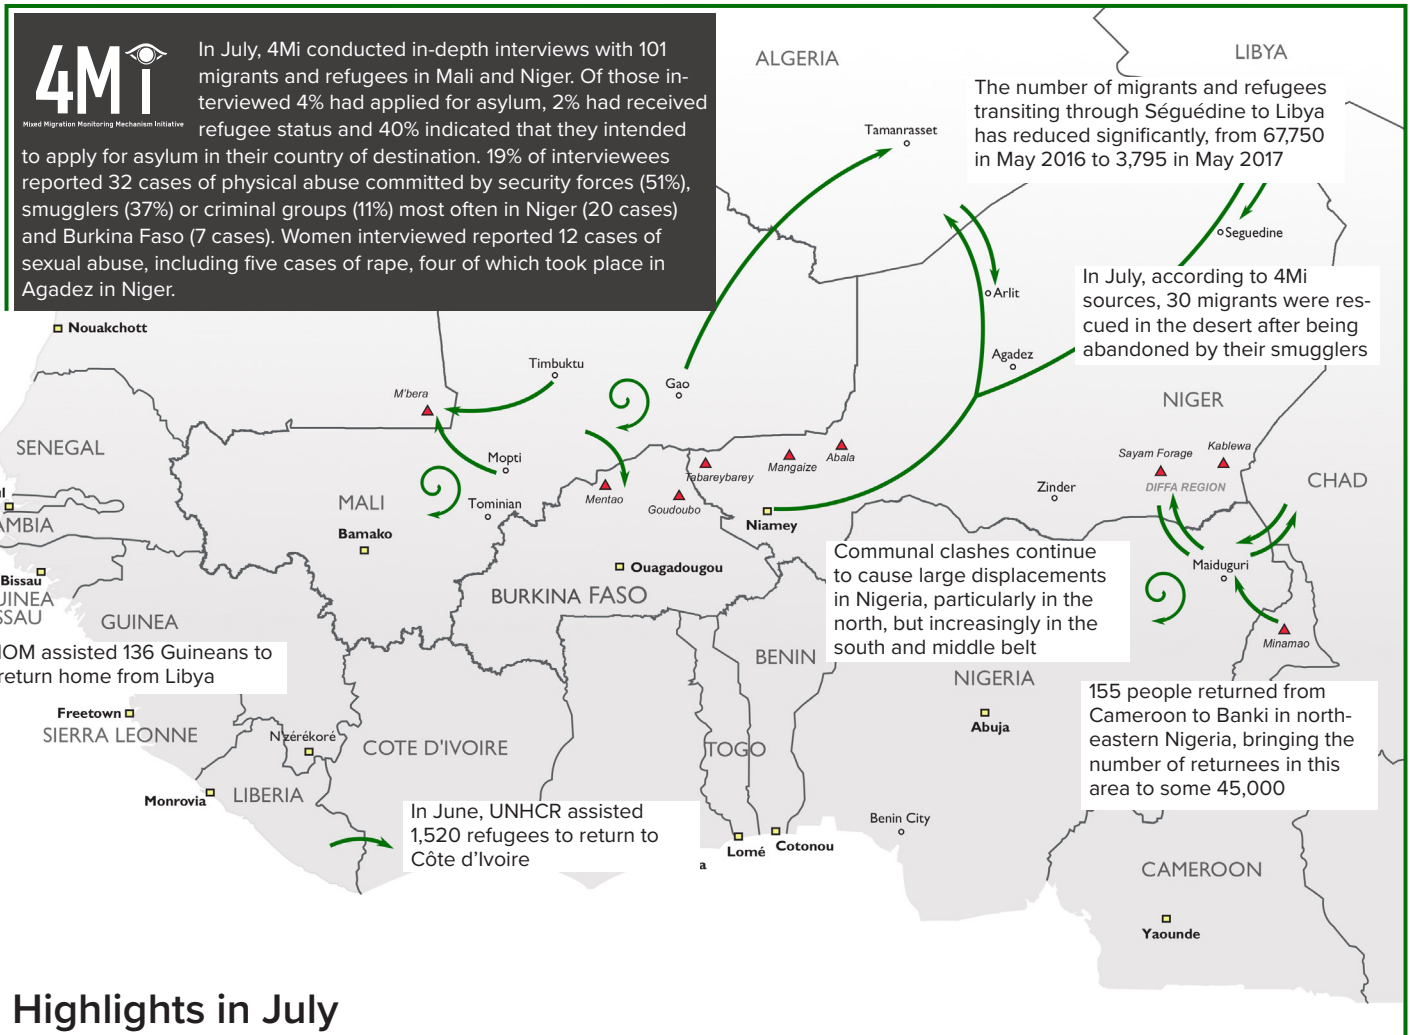 4Mi
Mixed Migration Monitoring Mechanism Initiative
In July, 4Mi conducted in-depth interviews with 101
migrants and refugees in Mali and Niger. Of those in-
terviewed 4% had applied for asylum, 2% had received
refugee status and 40% indicated that they intended
to apply for asylum in their country of destination. 19% of interviewees
reported 32 cases of physical abuse committed by security forces (51%),
smugglers (37%) or criminal groups (11%) most often in Niger (20 cases)
and Burkina Faso (7 cases). Women interviewed reported 12 cases of
sexual abuse, including five cases of rape, four of which took place in
Agadez in Niger.
ALGERIA
LIBYA
The number of migrants and refugees
transiting through Séguédine to Libya
has reduced significantly, from 67,750
in May 2016 to 3,795 in May 2017
Tamanrasset
Seguedine
In July, according to 4Mi
sources, 30 migrants were res-
cued in the desert after being
abandoned by their smugglers
Arlit
Agadez
Nouakchott
Timbuktu
Gao
M'bera
NIGER
SENEGAL
Mopti
Tabareybarey
Mangaize
Abala
Sayam Forage
Kablewa
DIFFA REGION
CHAD
MALI
Tominian
Mentao
Goudoubo
Zinder
Niamey
AMBIA
Bamako
Ouagadougou
BURKINA FASO
Communal clashes continue
to cause large displacements
in Nigeria, particularly in the
north, but increasingly in the
south and middle belt
Maiduguri
Minamao
Bissau
UINEA
SSAU
GUINEA
IOM assisted 136 Guineans to
return home from Libya
BENIN
NIGERIA
155 people returned from
Cameroon to Banki in north-
eastern Nigeria, bringing the
number of returnees in this
area to some 45,000
Freetown
SIERRA LEONNE
N'zérékoré
COTE D'IVOIRE
TOGO
Abuja
Monrovia
LIBERIA
In June, UNHCR assisted
1,520 refugees to return to
Côte d'Ivoire
a
Lomé
Cotonou
Benin City
CAMEROON
Yaounde
Highlights in July